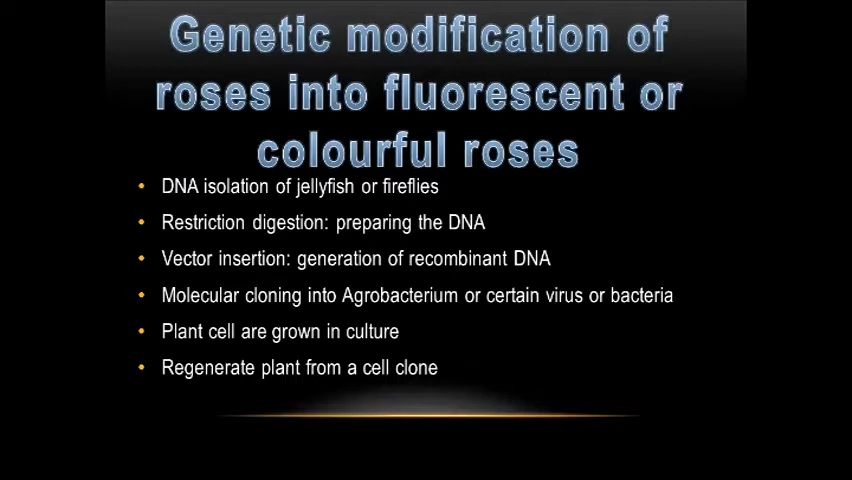 Genetic modification of
roses into fluorescent or
colourful roses
• DNA isolation of jellyfish or fireflies
• Restriction digestion: preparing the DNA
• Vector insertion: generation of recombinant DNA
• Molecular cloning into Agrobacterium or certain virus or bacteria
• Plant cell are grown in culture
• Regenerate plant from a cell clone